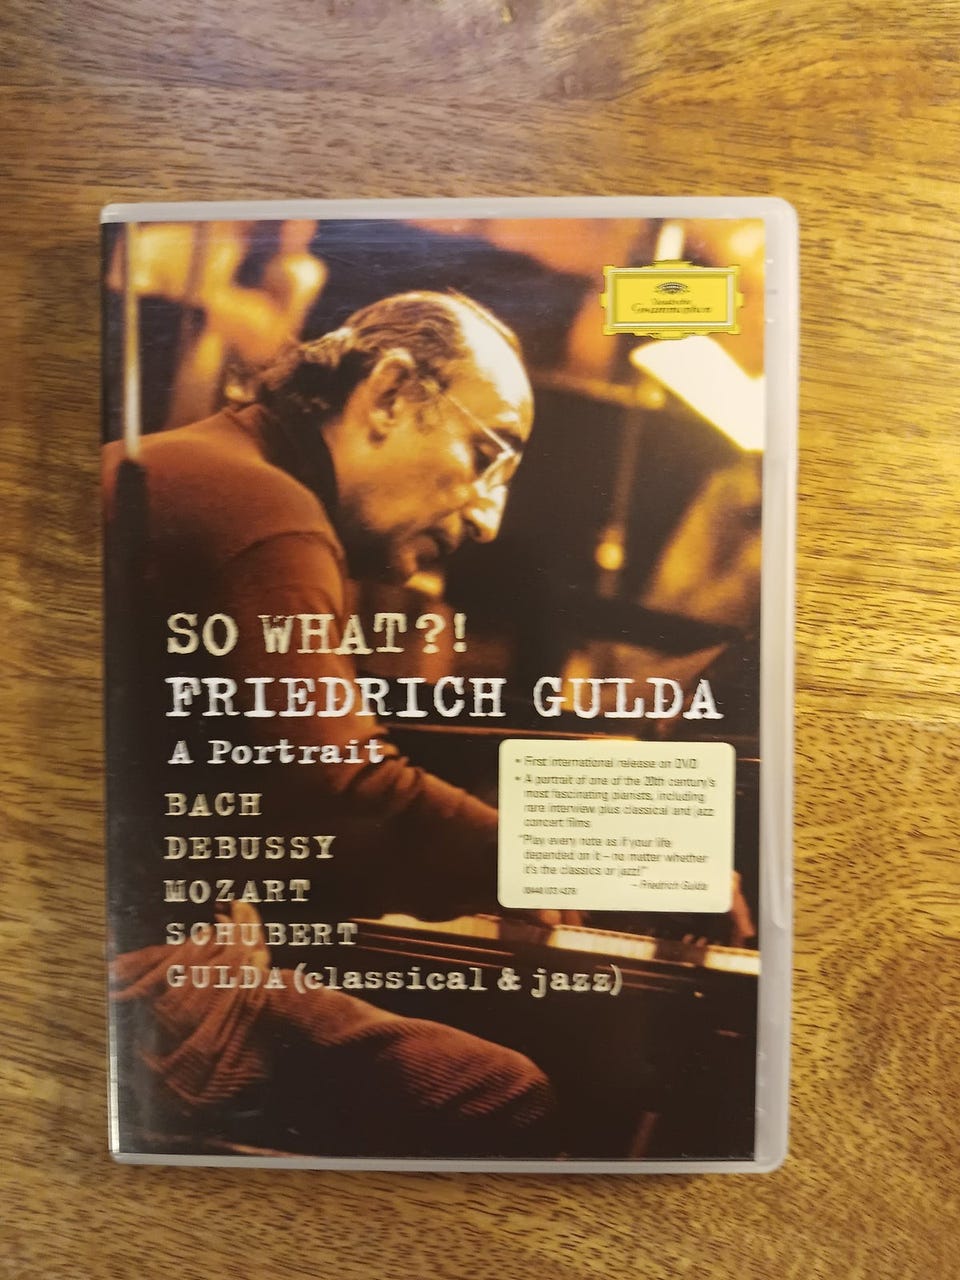 Deutsche
Grammophon
SO WHAT?!
FRIEDRICH GULDA
A Portrait
BACH
DEBUSSY
MOZART
SCHUBERT
GULDA (classical & jazz)
• First international release on DVD
• A portrait of one of the 20th century's
most fascinating pianists, including
rare interview plus classical and jazz
concert films
"Play every note as if your life
depended on it – no matter whether
it's the classics or jazz!"
– Friedrich Gulda